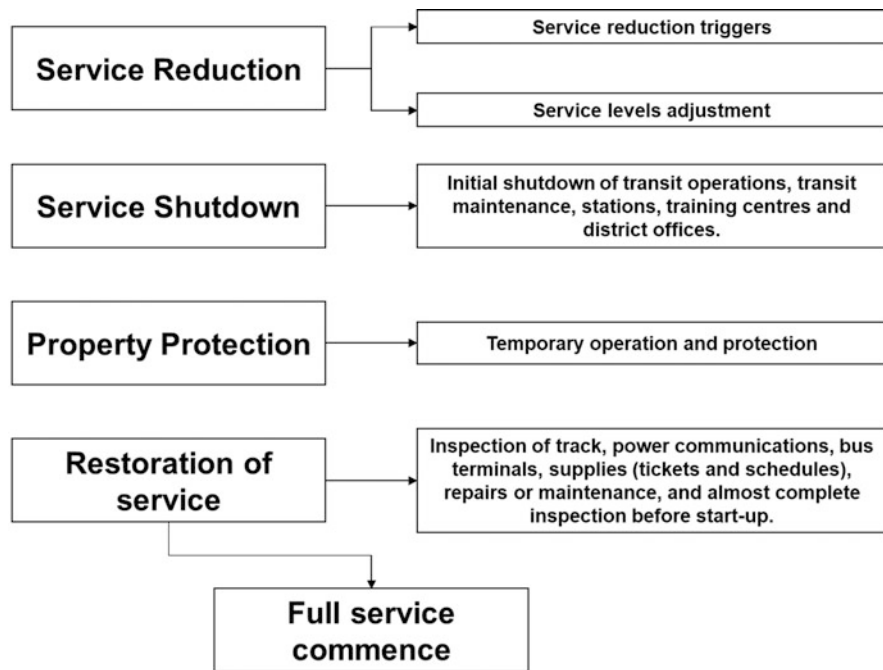 Service Reduction
Service reduction triggers
Service levels adjustment
Service Shutdown
Initial shutdown of transit operations, transit
maintenance, stations, training centres and
district offices.
Property Protection
Temporary operation and protection
Restoration of
service
Inspection of track, power communications, bus
terminals, supplies (tickets and schedules),
repairs or maintenance, and almost complete
inspection before start-up.
Full service
commence